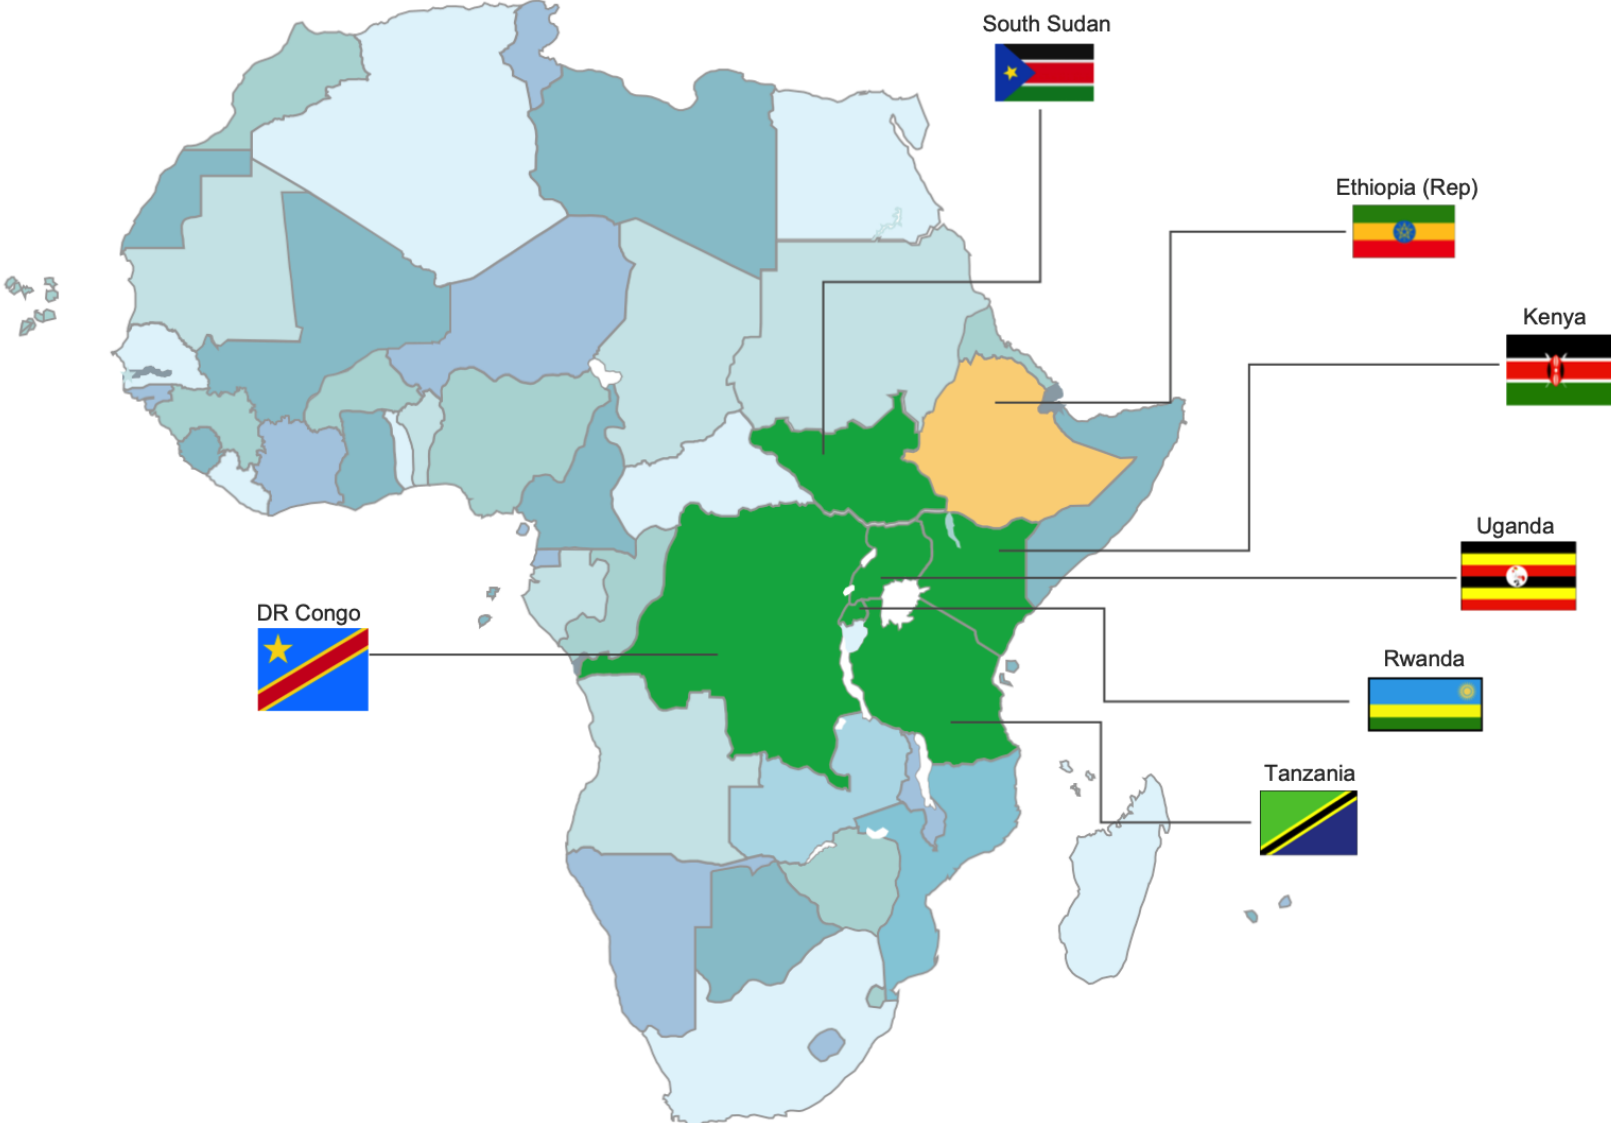 South Sudan
Ethiopia (Rep)
Kenya
Uganda
DR Congo
Rwanda
Tanzania